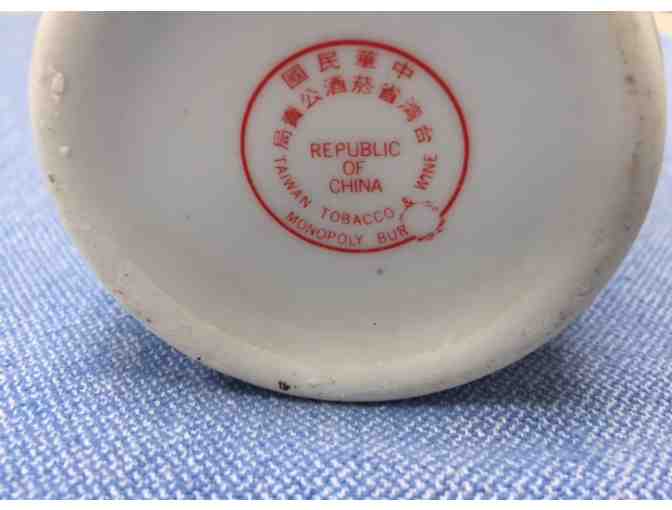 中華民國
台湾省菸酒公賣局
REPUBLIC
OF
CHINA
TAIWAN TOBACCO & WINE
MONOPOLY BUR